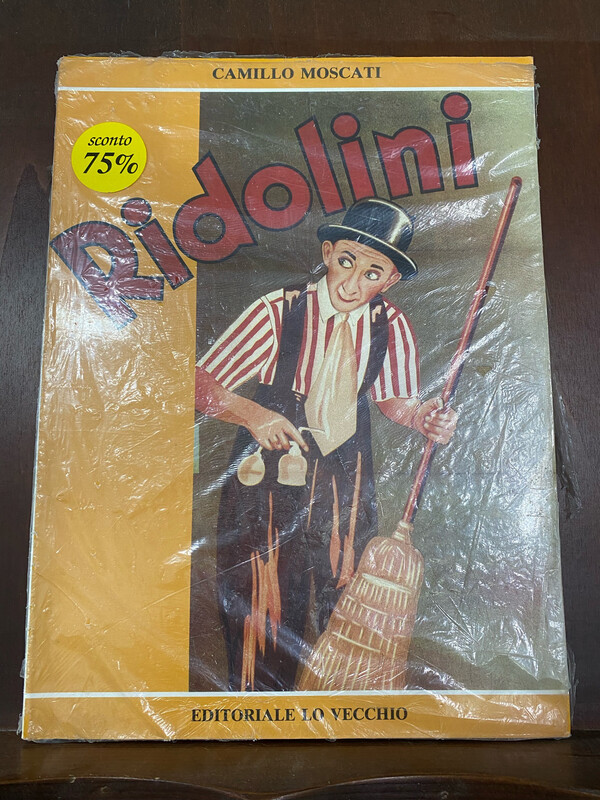 CAMILLO MOSCATI
sconto
75%
Ridolini
EDITORIALE LO VECCHIO